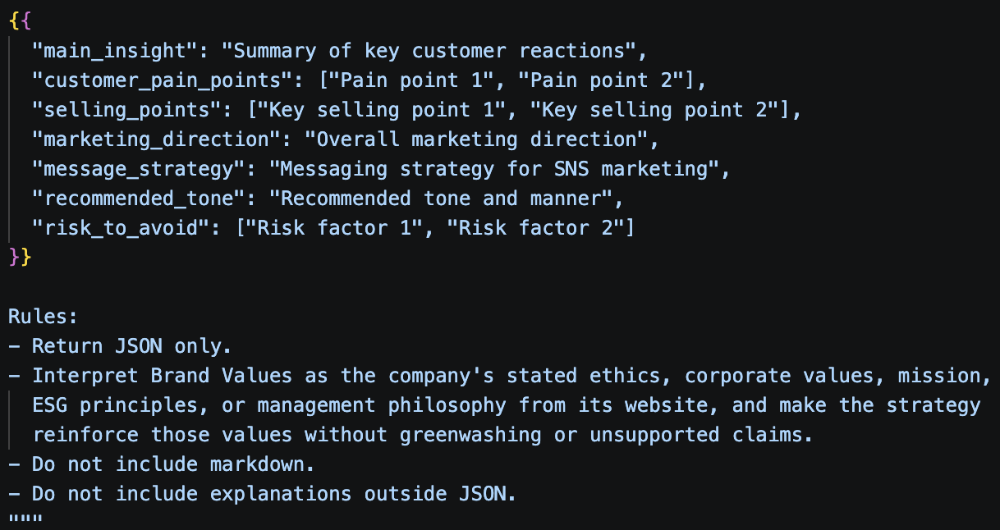 {{
"main_insight": "Summary of key customer reactions",
"customer_pain_points": ["Pain point 1", "Pain point 2"],
"selling_points": ["Key selling point 1", "Key selling point 2"],
"marketing_direction": "Overall marketing direction",
"message_strategy": "Messaging strategy for SNS marketing",
"recommended_tone": "Recommended tone and manner",
"risk_to_avoid": ["Risk factor 1", "Risk factor 2"]
}}
Rules:
- Return JSON only.
- Interpret Brand Values as the company's stated ethics, corporate values, mission,
ESG principles, or management philosophy from its website, and make the strategy
reinforce those values without greenwashing or unsupported claims.
- Do not include markdown.
- Do not include explanations outside JSON.
"""